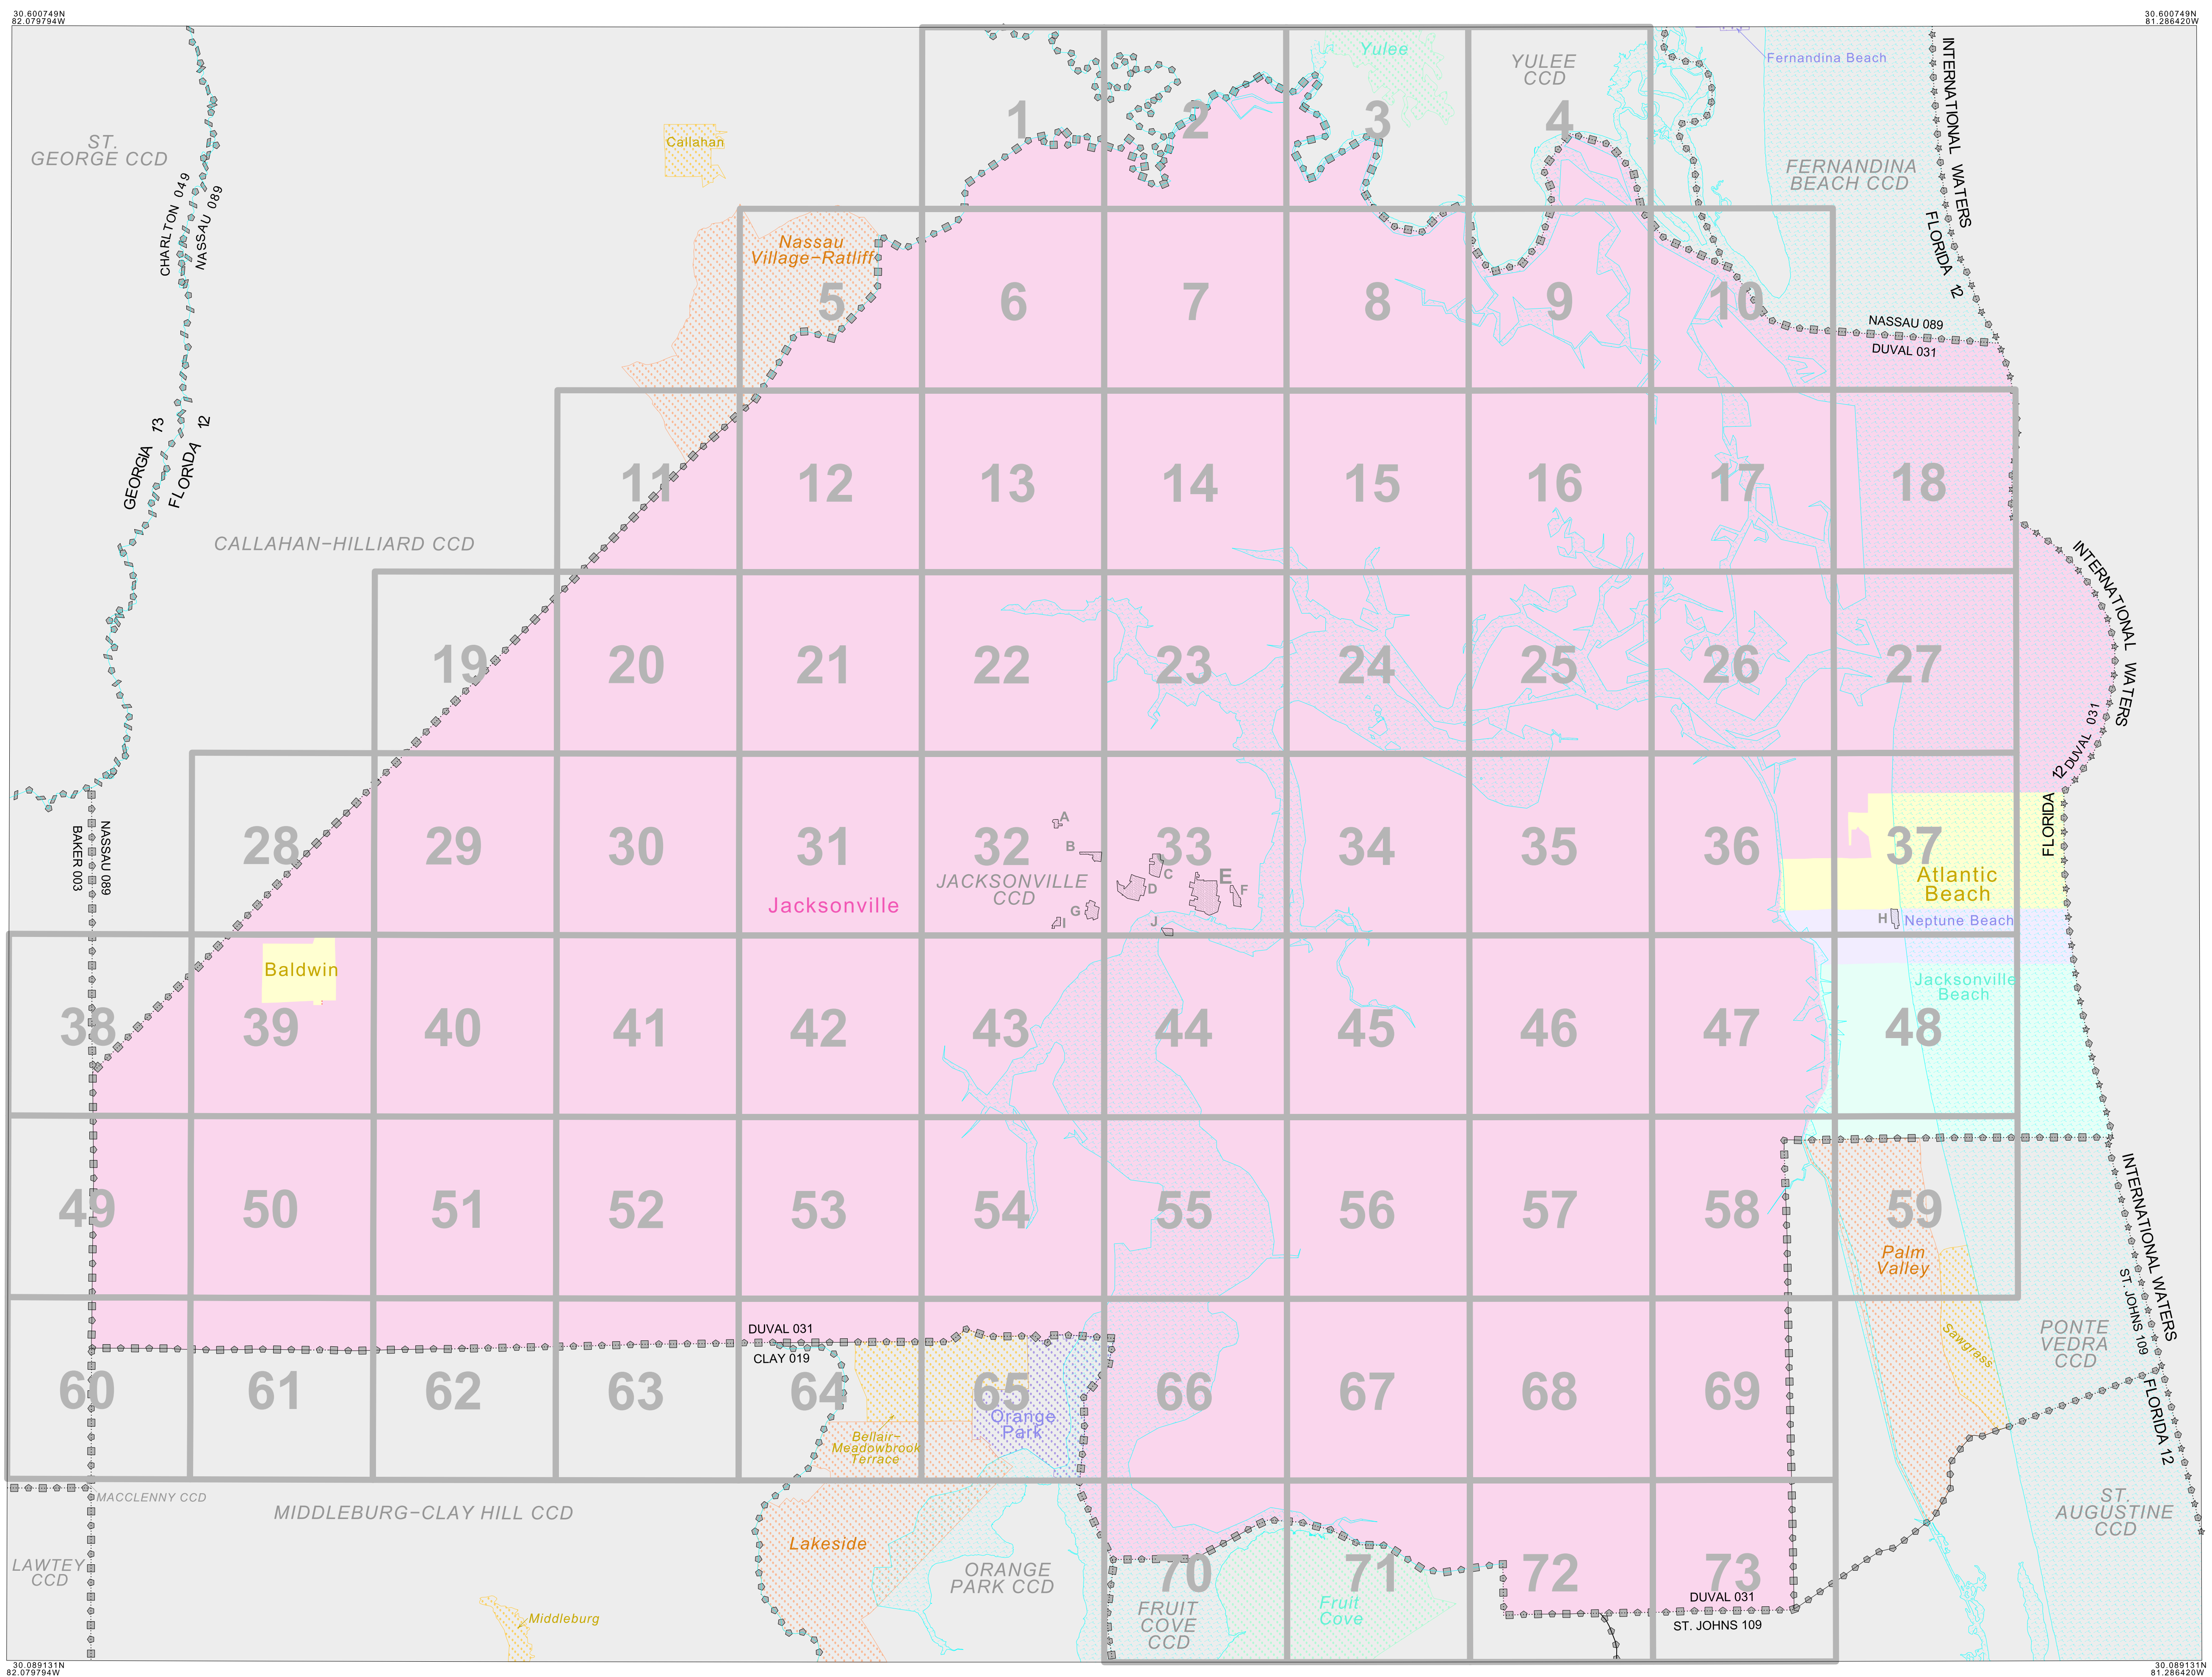 30.600749N
82.079794W
30.600749N
81.286420W
Yulee
YULEE
CCD
Fernandina Beach
INTERNATIONAL WATERS
FLORIDA 12
1
2
3
4
ST.
GEORGE CCD
Callahan
FERNANDINA
BEACH CCD
CHARLTON 049
NASSAU 089
Nassau
Village-Ratliff
5
6
7
8
9
10
NASSAU 089
DUVAL 031
GEORGIA 13
FLORIDA 12
11
12
13
14
15
16
17
18
CALLAHAN-HILLIARD CCD
INTERNATIONAL WATERS
19
20
21
22
23
24
25
26
27
FLORIDA 12
DUVAL 031
BAKER 003
NASSAU 089
28
29
30
31
32
33
34
35
36
37
A
B
C
D
E
F
G
H
I
J
Jacksonville
JACKSONVILLE
CCD
Atlantic
Beach
Neptune Beach
Baldwin
Jacksonville
Beach
38
39
40
41
42
43
44
45
46
47
48
49
50
51
52
53
54
55
56
57
58
59
Palm
Valley
INTERNATIONAL WATERS
ST. JOHNS 109
FLORIDA 12
DUVAL 031
CLAY 019
Sawgrass
PONTE
VEDRA
CCD
60
61
62
63
64
65
66
67
68
69
Orange
Park
Bellair-
Meadowbrook
Terrace
MACCLENNY CCD
MIDDLEBURG-CLAY HILL CCD
ST.
AUGUSTINE
CCD
Lakeside
LAWTEY
CCD
ORANGE
PARK CCD
70
71
72
73
FRUIT
COVE
CCD
Fruit
Cove
Middleburg
DUVAL 031
ST. JOHNS 109
30.089131N
82.079794W
30.089131N
81.286420W